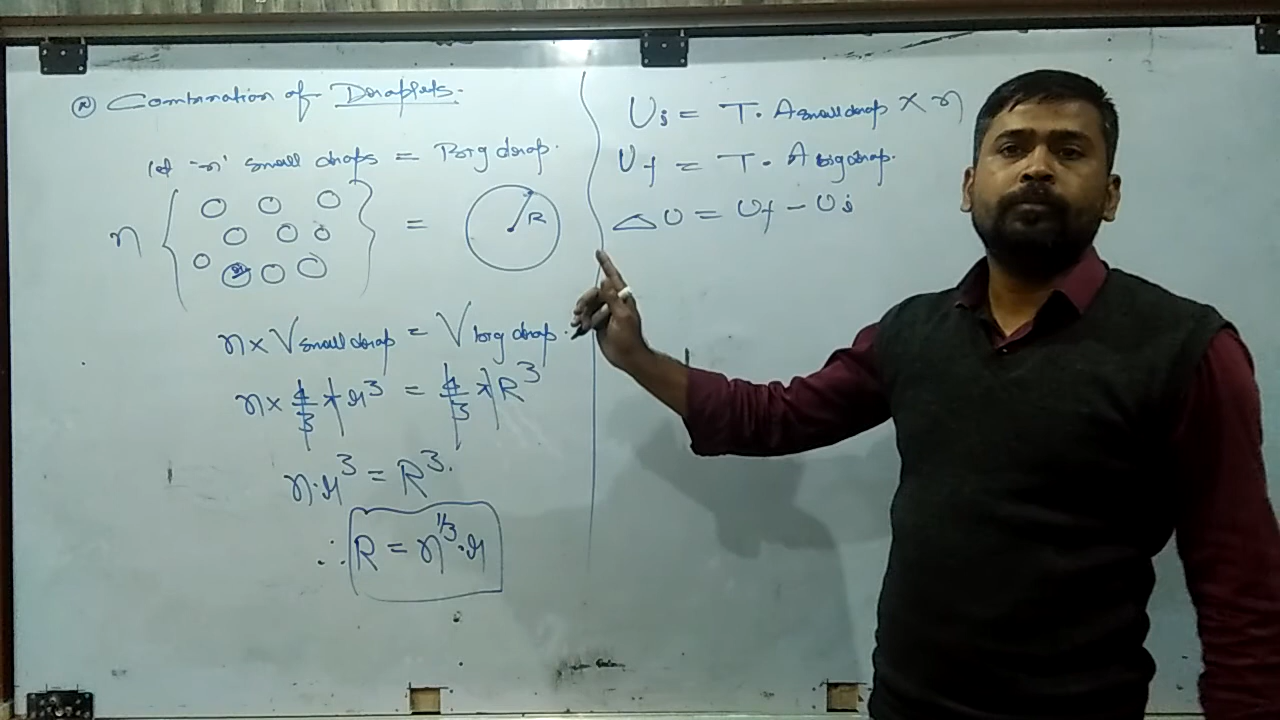 Combination of Droplets.
let 'n' small drops = Big drop.
n { r } = R
n × V small drop = V big drop.
n × 4/3 π r³ = 4/3 π R³
n·r³ = R³.
∴ R = n^1/3·r
Ui = T. A small drop × n
Uf = T. A big drop.
ΔU = Uf − Ui